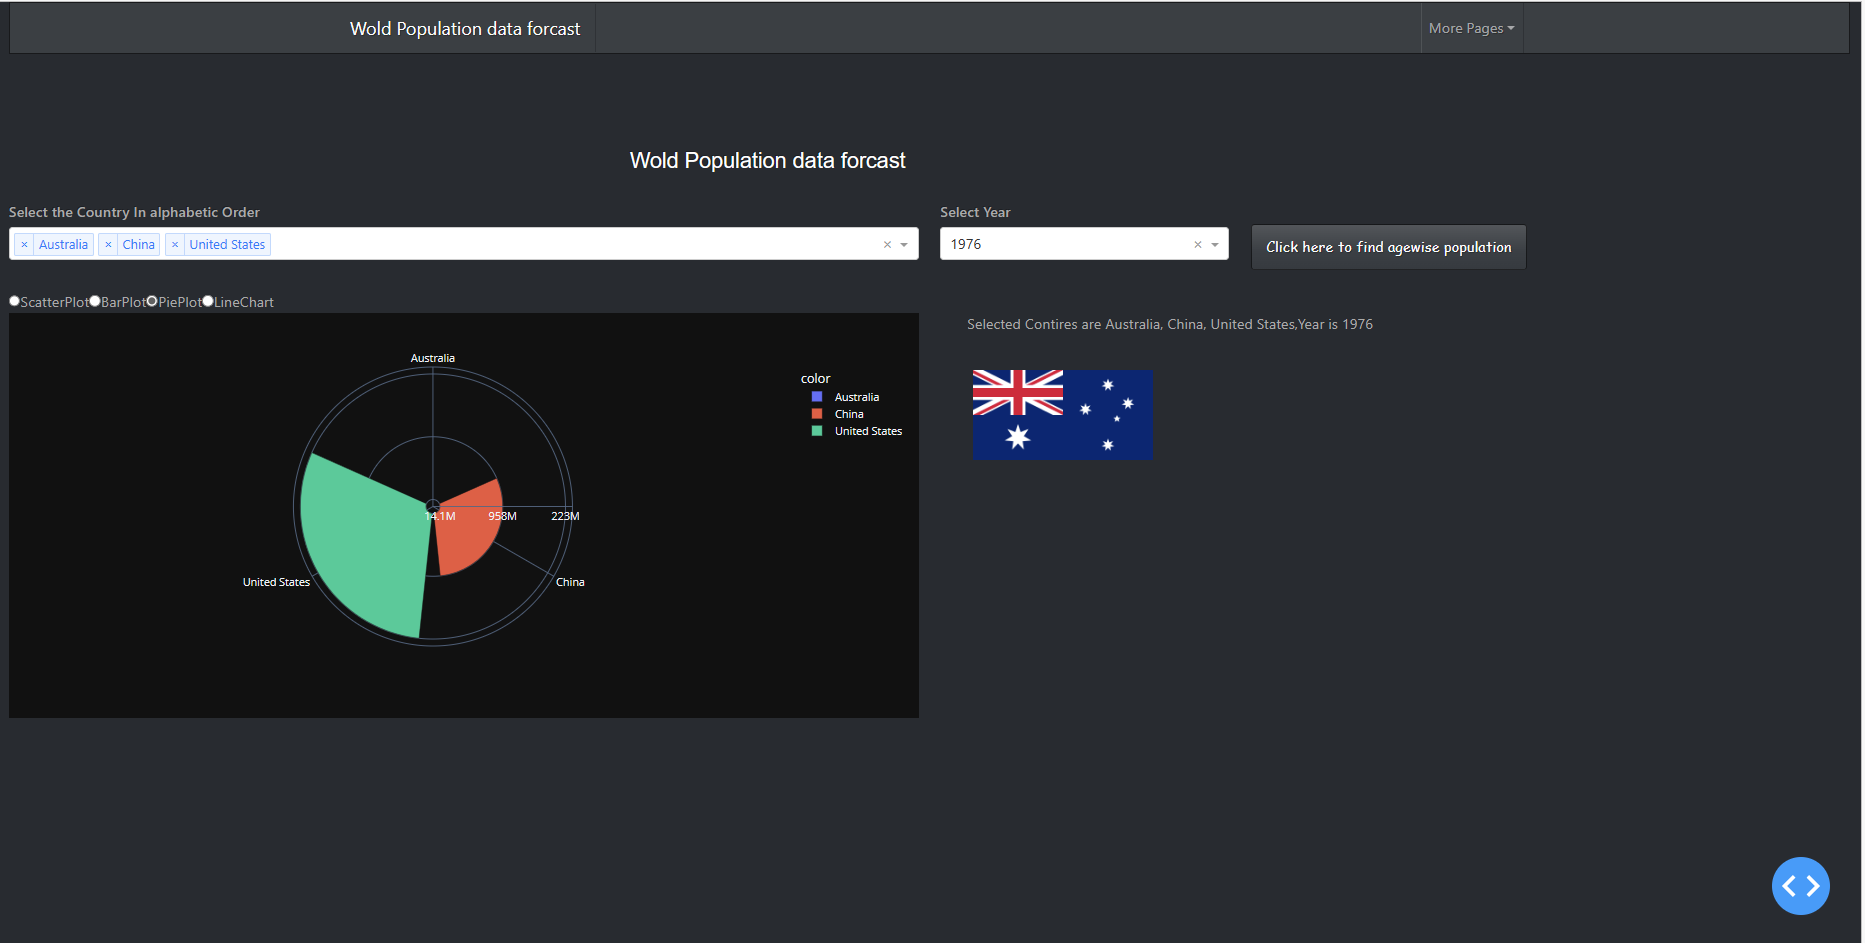 Wold Population data forcast
More Pages
Wold Population data forcast
Select the Country In alphabetic Order
Select Year
× Australia × China × United States
1976
Click here to find agewise population
ScatterPlot BarPlot PiePlot LineChart
Selected Contires are Australia, China, United States,Year is 1976
Australia
color
Australia
China
United States
14.1M
953M
223M
United States
China